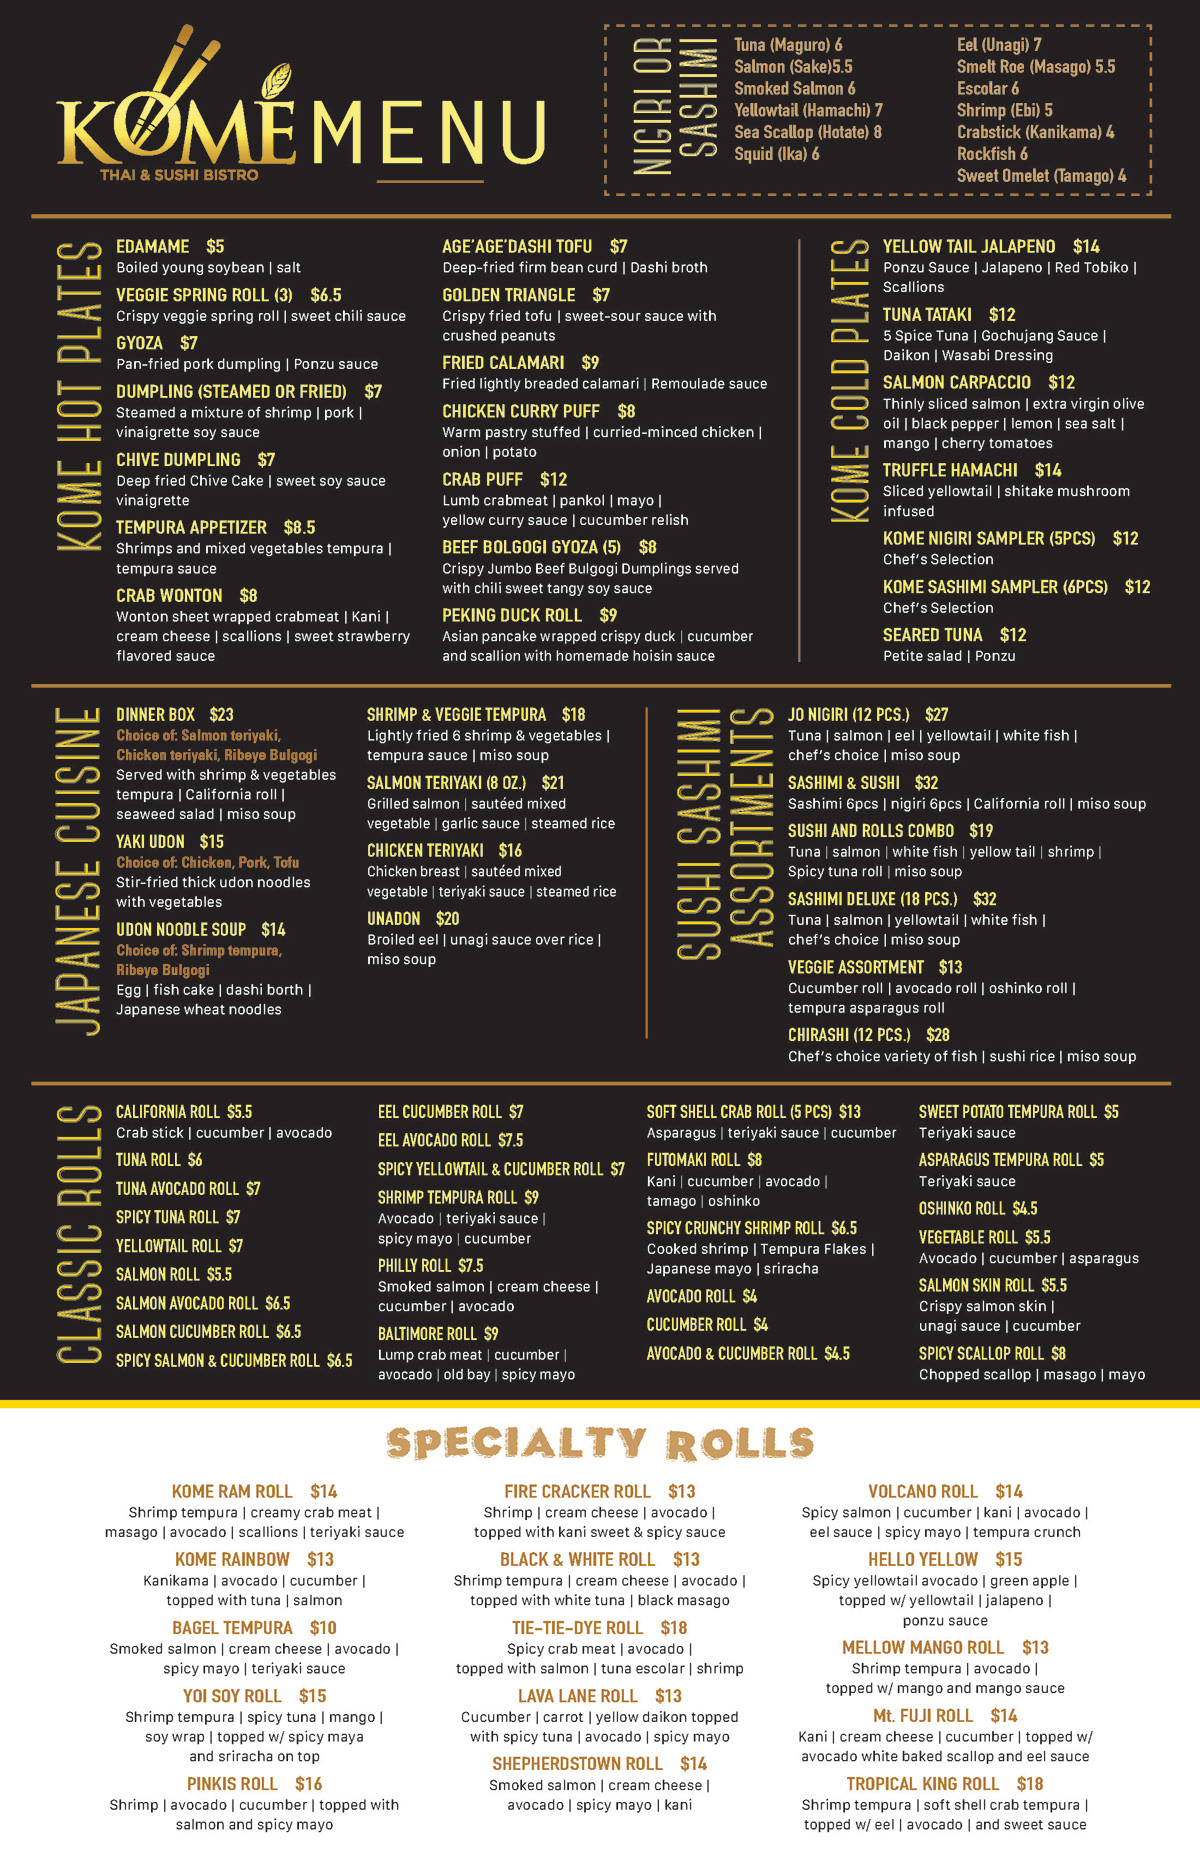 KOMÉ MENU
THAI & SUSHI BISTRO
NIGIRI OR
SASHIMI
Tuna (Maguro) 6
Salmon (Sake)5.5
Smoked Salmon 6
Yellowtail (Hamachi) 7
Sea Scallop (Hotate) 8
Squid (Ika) 6
Eel (Unagi) 7
Smelt Roe (Masago) 5.5
Escolar 6
Shrimp (Ebi) 5
Crabstick (Kanikama) 4
Rockfish 6
Sweet Omelet (Tamago) 4
KOME HOT PLATES
EDAMAME $5
Boiled young soybean | salt
VEGGIE SPRING ROLL (3) $6.5
Crispy veggie spring roll | sweet chili sauce
GYOZA $7
Pan-fried pork dumpling | Ponzu sauce
DUMPLING (STEAMED OR FRIED) $7
Steamed a mixture of shrimp | pork |
vinaigrette soy sauce
CHIVE DUMPLING $7
Deep fried Chive Cake | sweet soy sauce
vinaigrette
TEMPURA APPETIZER $8.5
Shrimps and mixed vegetables tempura |
tempura sauce
CRAB WONTON $8
Wonton sheet wrapped crabmeat | Kani |
cream cheese | scallions | sweet strawberry
flavored sauce
AGE'AGE'DASHI TOFU $7
Deep-fried firm bean curd | Dashi broth
GOLDEN TRIANGLE $7
Crispy fried tofu | sweet-sour sauce with
crushed peanuts
FRIED CALAMARI $9
Fried lightly breaded calamari | Remoulade sauce
CHICKEN CURRY PUFF $8
Warm pastry stuffed | curried-minced chicken |
onion | potato
CRAB PUFF $12
Lumb crabmeat | pankol | mayo |
yellow curry sauce | cucumber relish
BEEF BOLGOGI GYOZA (5) $8
Crispy Jumbo Beef Bulgogi Dumplings served
with chili sweet tangy soy sauce
PEKING DUCK ROLL $9
Asian pancake wrapped crispy duck | cucumber
and scallion with homemade hoisin sauce
KOME COLD PLATES
YELLOW TAIL JALAPENO $14
Ponzu Sauce | Jalapeno | Red Tobiko |
Scallions
TUNA TATAKI $12
5 Spice Tuna | Gochujang Sauce |
Daikon | Wasabi Dressing
SALMON CARPACCIO $12
Thinly sliced salmon | extra virgin olive
oil | black pepper | lemon | sea salt |
mango | cherry tomatoes
TRUFFLE HAMACHI $14
Sliced yellowtail | shitake mushroom
infused
KOME NIGIRI SAMPLER (5PCS) $12
Chef's Selection
KOME SASHIMI SAMPLER (6PCS) $12
Chef's Selection
SEARED TUNA $12
Petite salad | Ponzu
JAPANESE CUISINE
DINNER BOX $23
Choice of: Salmon teriyaki,
Chicken teriyaki, Ribeye Bulgogi
Served with shrimp & vegetables
tempura | California roll |
seaweed salad | miso soup
YAKI UDON $15
Choice of: Chicken, Pork, Tofu
Stir-fried thick udon noodles
with vegetables
UDON NOODLE SOUP $14
Choice of: Shrimp tempura,
Ribeye Bulgogi
Egg | fish cake | dashi borth |
Japanese wheat noodles
SHRIMP & VEGGIE TEMPURA $18
Lightly fried 6 shrimp & vegetables |
tempura sauce | miso soup
SALMON TERIYAKI (8 OZ.) $21
Grilled salmon | sautéed mixed
vegetable | garlic sauce | steamed rice
CHICKEN TERIYAKI $16
Chicken breast | sautéed mixed
vegetable | teriyaki sauce | steamed rice
UNADON $20
Broiled eel | unagi sauce over rice |
miso soup
SUSHI SASHIMI
ASSORTMENTS
JO NIGIRI (12 PCS.) $27
Tuna | salmon | eel | yellowtail | white fish |
chef's choice | miso soup
SASHIMI & SUSHI $32
Sashimi 6pcs | nigiri 6pcs | California roll | miso soup
SUSHI AND ROLLS COMBO $19
Tuna | salmon | white fish | yellow tail | shrimp |
Spicy tuna roll | miso soup
SASHIMI DELUXE (18 PCS.) $32
Tuna | salmon | yellowtail | white fish |
chef's choice | miso soup
VEGGIE ASSORTMENT $13
Cucumber roll | avocado roll | oshinko roll |
tempura asparagus roll
CHIRASHI (12 PCS.) $28
Chef's choice variety of fish | sushi rice | miso soup
CLASSIC ROLLS
CALIFORNIA ROLL $5.5
Crab stick | cucumber | avocado
TUNA ROLL $6
TUNA AVOCADO ROLL $7
SPICY TUNA ROLL $7
YELLOWTAIL ROLL $7
SALMON ROLL $5.5
SALMON AVOCADO ROLL $6.5
SALMON CUCUMBER ROLL $6.5
SPICY SALMON & CUCUMBER ROLL $6.5
EEL CUCUMBER ROLL $7
EEL AVOCADO ROLL $7.5
SPICY YELLOWTAIL & CUCUMBER ROLL $7
SHRIMP TEMPURA ROLL $9
Avocado | teriyaki sauce |
spicy mayo | cucumber
PHILLY ROLL $7.5
Smoked salmon | cream cheese |
cucumber | avocado
BALTIMORE ROLL $9
Lump crab meat | cucumber |
avocado | old bay | spicy mayo
SOFT SHELL CRAB ROLL (5 PCS) $13
Asparagus | teriyaki sauce | cucumber
FUTOMAKI ROLL $8
Kani | cucumber | avocado |
tamago | oshinko
SPICY CRUNCHY SHRIMP ROLL $6.5
Cooked shrimp | Tempura Flakes |
Japanese mayo | sriracha
AVOCADO ROLL $4
CUCUMBER ROLL $4
AVOCADO & CUCUMBER ROLL $4.5
SWEET POTATO TEMPURA ROLL $5
Teriyaki sauce
ASPARAGUS TEMPURA ROLL $5
Teriyaki sauce
OSHINKO ROLL $4.5
VEGETABLE ROLL $5.5
Avocado | cucumber | asparagus
SALMON SKIN ROLL $5.5
Crispy salmon skin |
unagi sauce | cucumber
SPICY SCALLOP ROLL $8
Chopped scallop | masago | mayo
SPECIALTY ROLLS
KOME RAM ROLL $14
Shrimp tempura | creamy crab meat |
masago | avocado | scallions | teriyaki sauce
KOME RAINBOW $13
Kanikama | avocado | cucumber |
topped with tuna | salmon
BAGEL TEMPURA $10
Smoked salmon | cream cheese | avocado |
spicy mayo | teriyaki sauce
YOI SOY ROLL $15
Shrimp tempura | spicy tuna | mango |
soy wrap | topped w/ spicy maya
and sriracha on top
PINKIS ROLL $16
Shrimp | avocado | cucumber | topped with
salmon and spicy mayo
FIRE CRACKER ROLL $13
Shrimp | cream cheese | avocado |
topped with kani sweet & spicy sauce
BLACK & WHITE ROLL $13
Shrimp tempura | cream cheese | avocado |
topped with white tuna | black masago
TIE-TIE-DYE ROLL $18
Spicy crab meat | avocado |
topped with salmon | tuna escolar | shrimp
LAVA LANE ROLL $13
Cucumber | carrot | yellow daikon topped
with spicy tuna | avocado | spicy mayo
SHEPHERDSTOWN ROLL $14
Smoked salmon | cream cheese |
avocado | spicy mayo | kani
VOLCANO ROLL $14
Spicy salmon | cucumber | kani | avocado |
eel sauce | spicy mayo | tempura crunch
HELLO YELLOW $15
Spicy yellowtail avocado | green apple |
topped w/ yellowtail | jalapeno |
ponzu sauce
MELLOW MANGO ROLL $13
Shrimp tempura | avocado |
topped w/ mango and mango sauce
Mt. FUJI ROLL $14
Kani | cream cheese | cucumber | topped w/
avocado white baked scallop and eel sauce
TROPICAL KING ROLL $18
Shrimp tempura | soft shell crab tempura |
topped w/ eel | avocado | and sweet sauce